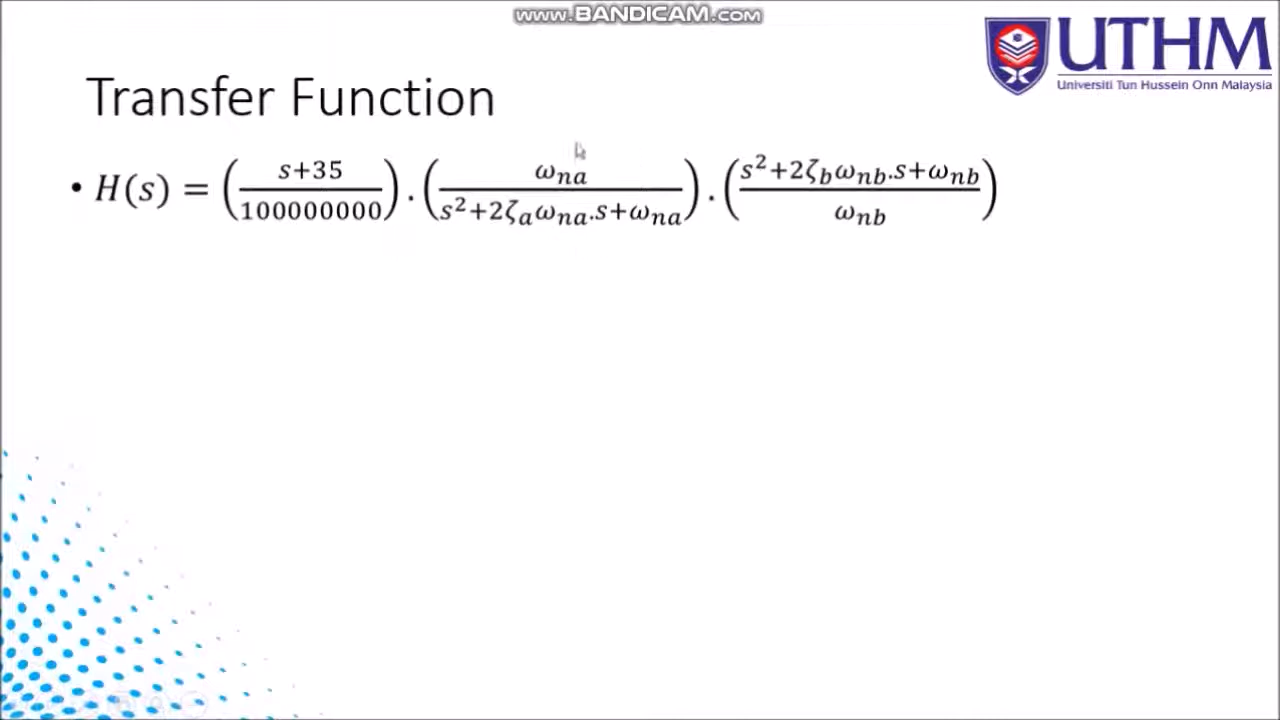 www.BANDICAM.com
UTHM
Universiti Tun Hussein Onn Malaysia
Transfer Function
• H(s) = (s+35/100000000) . (ω_na/s²+2ζ_aω_na.s+ω_na) . (s²+2ζ_bω_nb.s+ω_nb/ω_nb)